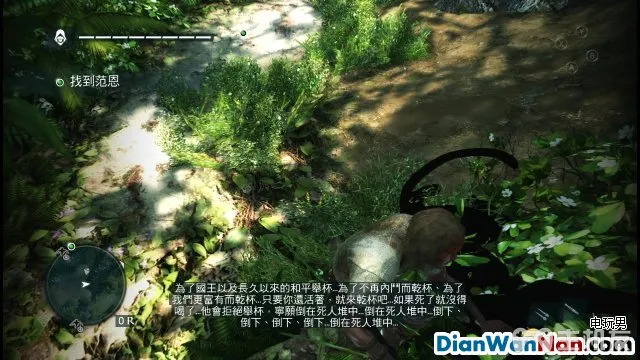 找到范恩
為了國王以及長久以來的和平舉杯...為了不再內鬥而乾杯、為了
我們更富有而乾杯...只要你還活著、就來乾杯吧...如果死了就沒得
喝了...他會拒絕舉杯、寧願倒在死人堆中...倒在死人堆中...倒下、
倒下、倒下、倒下...倒在死人堆中...
0 R
电玩男
DianWanNan.com